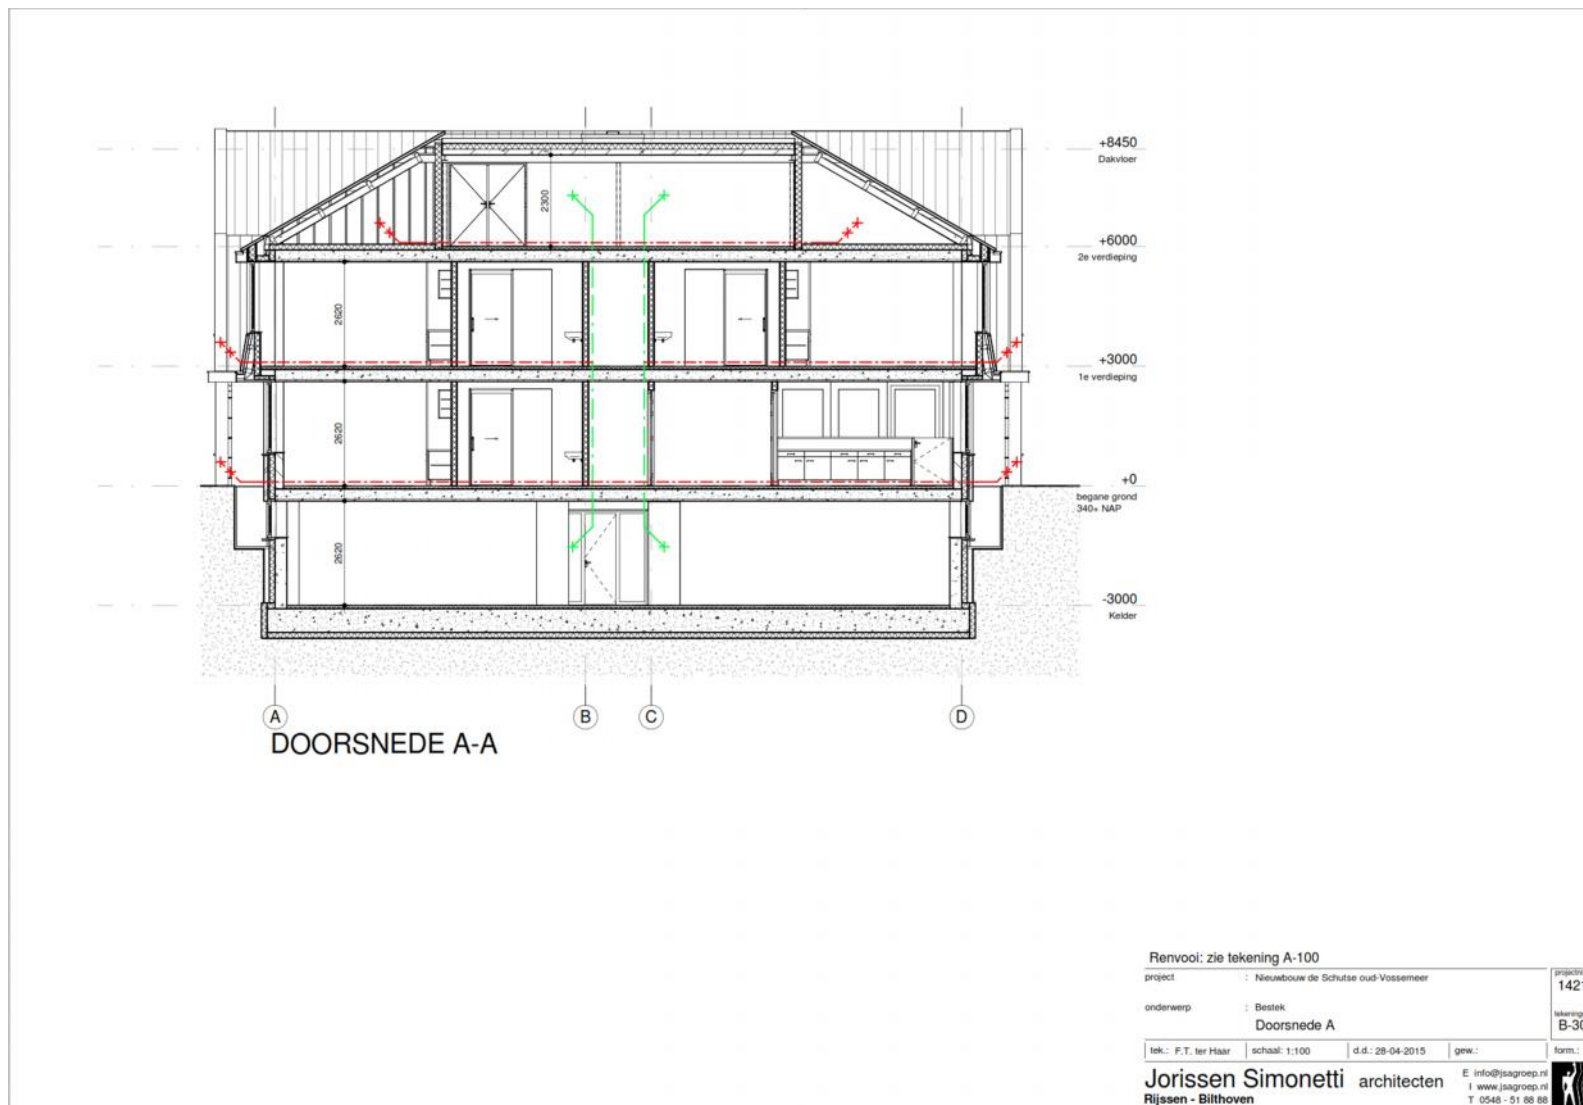 +8450
Dakvloer
2300
+6000
2e verdieping
2620
+3000
1e verdieping
2620
+0
begane grond
340+ NAP
2620
-3000
Kelder
A B C D
DOORSNEDE A-A
Renvooi: zie tekening A-100
project : Nieuwbouw de Schutse oud-Vossemeer
1421
onderwerp : Bestek
Doorsnede A
B-30
tek.: F.T. ter Haar schaal: 1:100 d.d.: 28-04-2015 gew.: form.:
Jorissen Simonetti architecten
Rijssen - Bilthoven
E info@jsagroep.nl
I www.jsagroep.nl
T 0548 - 51 88 88